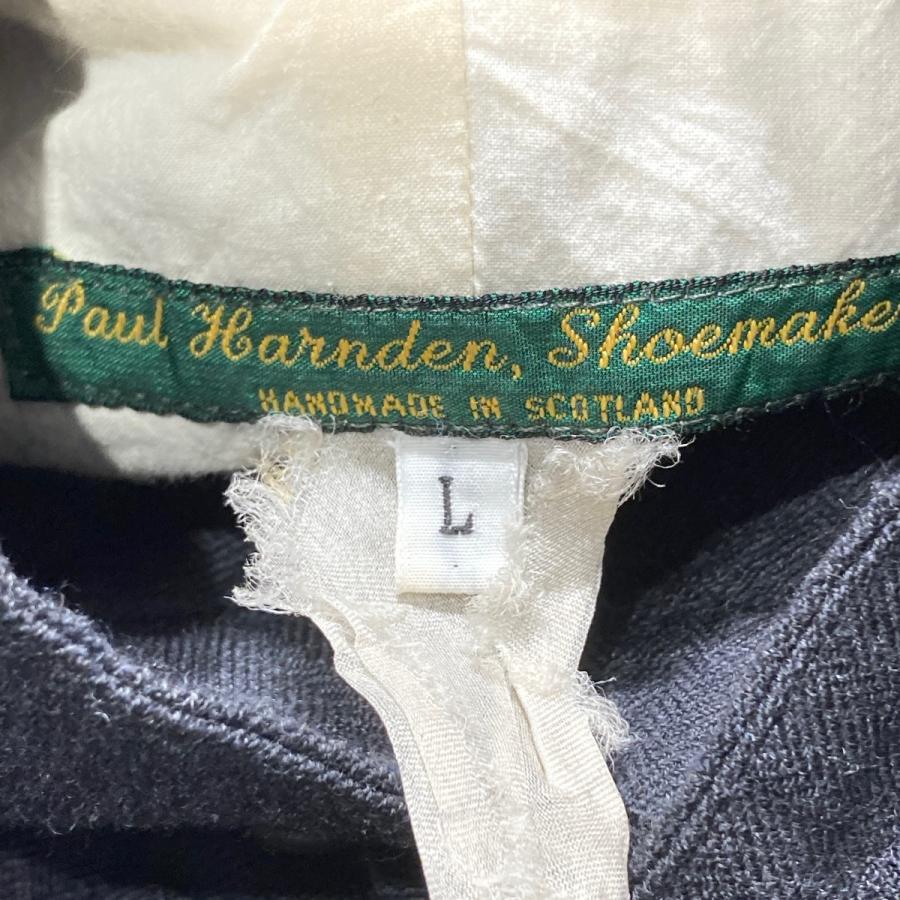 Paul Harnden, Shoemake
HANDMADE IN SCOTLAND
L